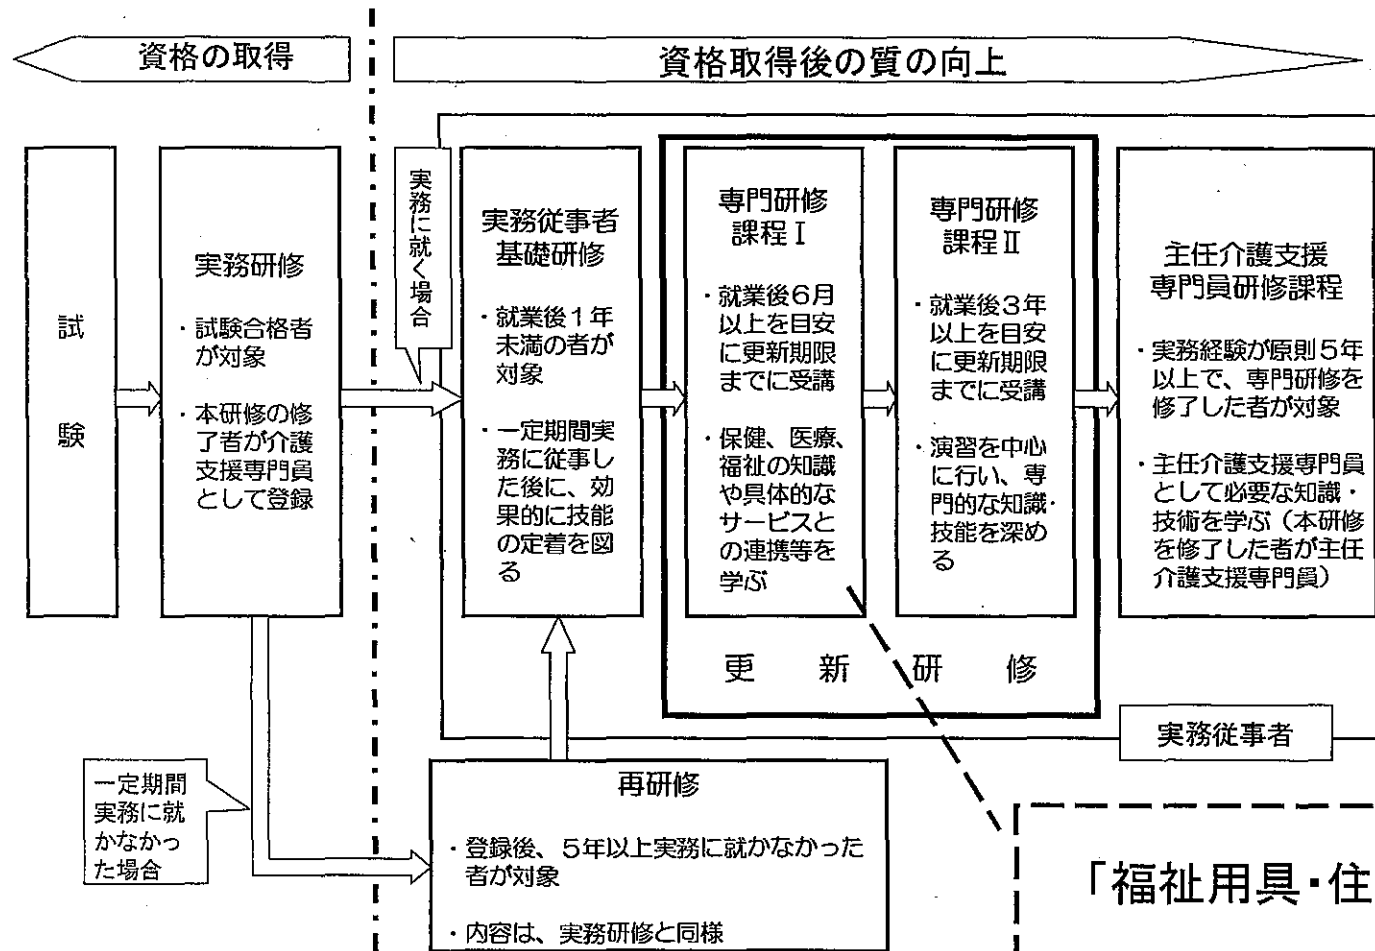 資格の取得
資格取得後の質の向上
試
験
実務研修
・試験合格者
が対象
・本研修の修
了者が介護
支援専門員
として登録
実務に就く場合
実務従事者
基礎研修
・就業後1年
未満の者が
対象
・一定期間実
務に従事し
た後に、効
果的に技能
の定着を図
る
専門研修
課程Ⅰ
・就業後6月
以上を目安
に更新期限
までに受講
・保健、医療、
福祉の知識
や具体的な
サービスと
の連携等を
学ぶ
専門研修
課程Ⅱ
・就業後3年
以上を目安
に更新期限
までに受講
・演習を中心
に行い、専
門的な知識・
技能を深め
る
更新研修
主任介護支援
専門員研修課程
・実務経験が原則5年
以上で、専門研修を
修了した者が対象
・主任介護支援専門員
として必要な知識・
技術を学ぶ（本研修
を修了した者が主任
介護支援専門員）
実務従事者
一定期間
実務に就
かなかっ
た場合
再研修
・登録後、5年以上実務に就かなかった
者が対象
・内容は、実務研修と同様
「福祉用具・住